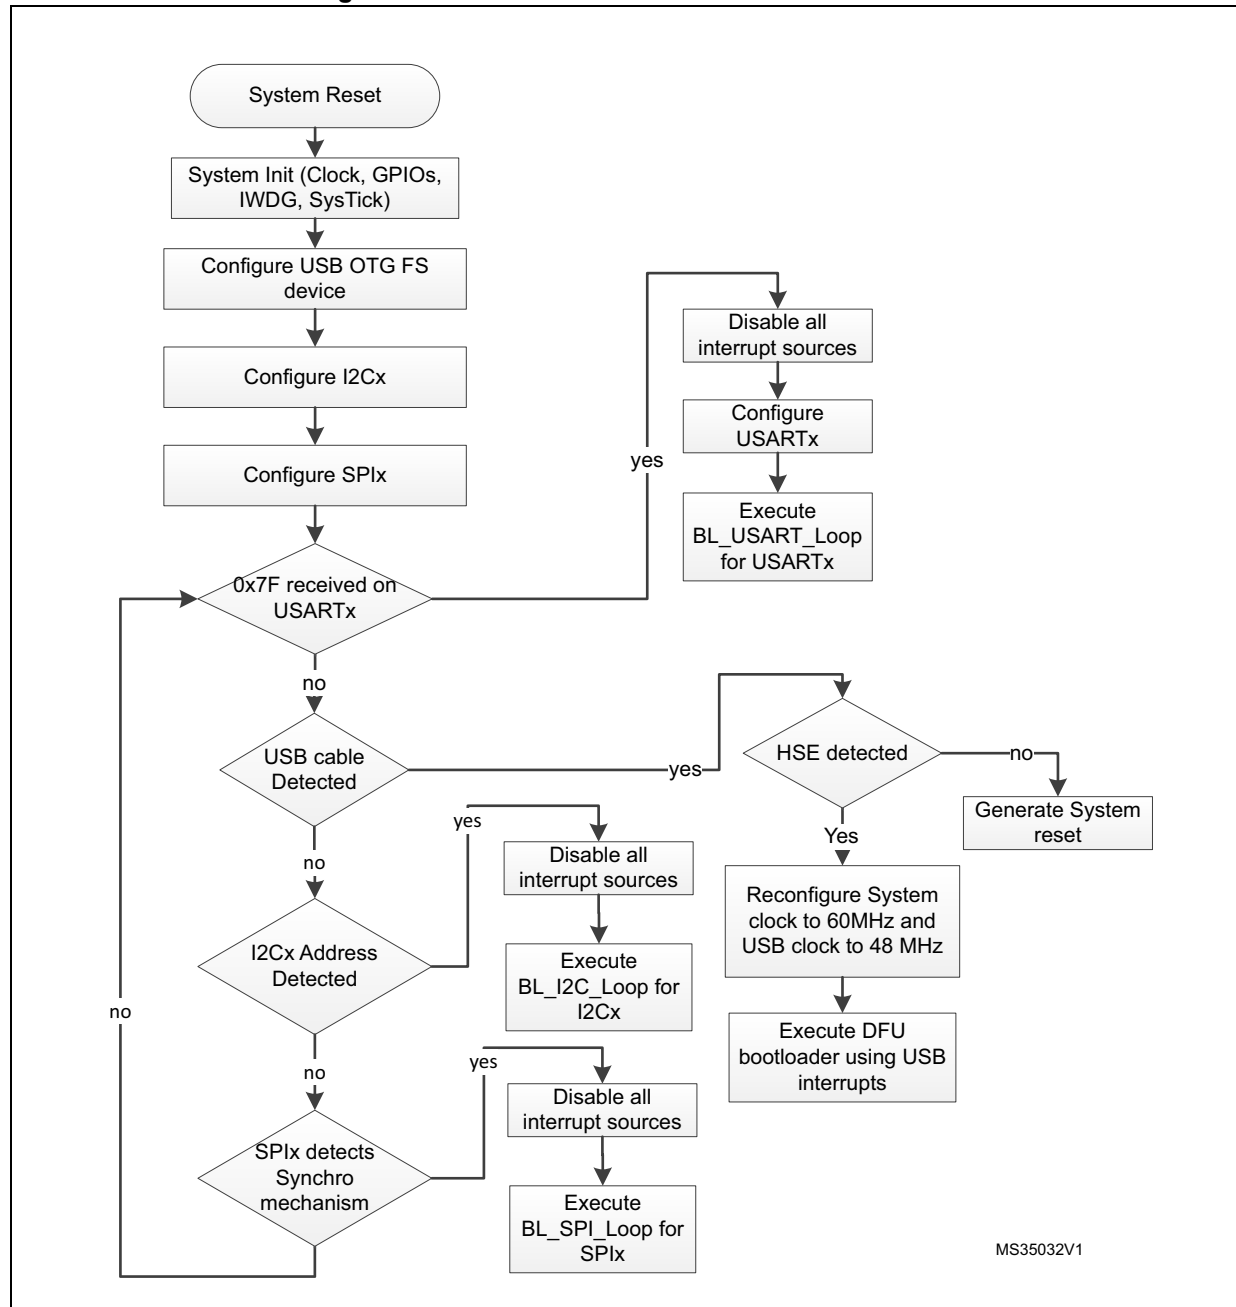 System Reset
System Init (Clock, GPIOs,
IWDG, SysTick)
Configure USB OTG FS
device
Configure I2Cx
Configure SPIx
0x7F received on
USARTx
yes
Disable all
interrupt sources
Configure
USARTx
Execute
BL_USART_Loop
for USARTx
no
USB cable
Detected
yes
HSE detected
no
Generate System
reset
Yes
Reconfigure System
clock to 60MHz and
USB clock to 48 MHz
Execute DFU
bootloader using USB
interrupts
no
I2Cx Address
Detected
yes
Disable all
interrupt sources
Execute
BL_I2C_Loop for
I2Cx
no
SPIx detects
Synchro
mechanism
yes
Disable all
interrupt sources
Execute
BL_SPI_Loop for
SPIx
no
MS35032V1